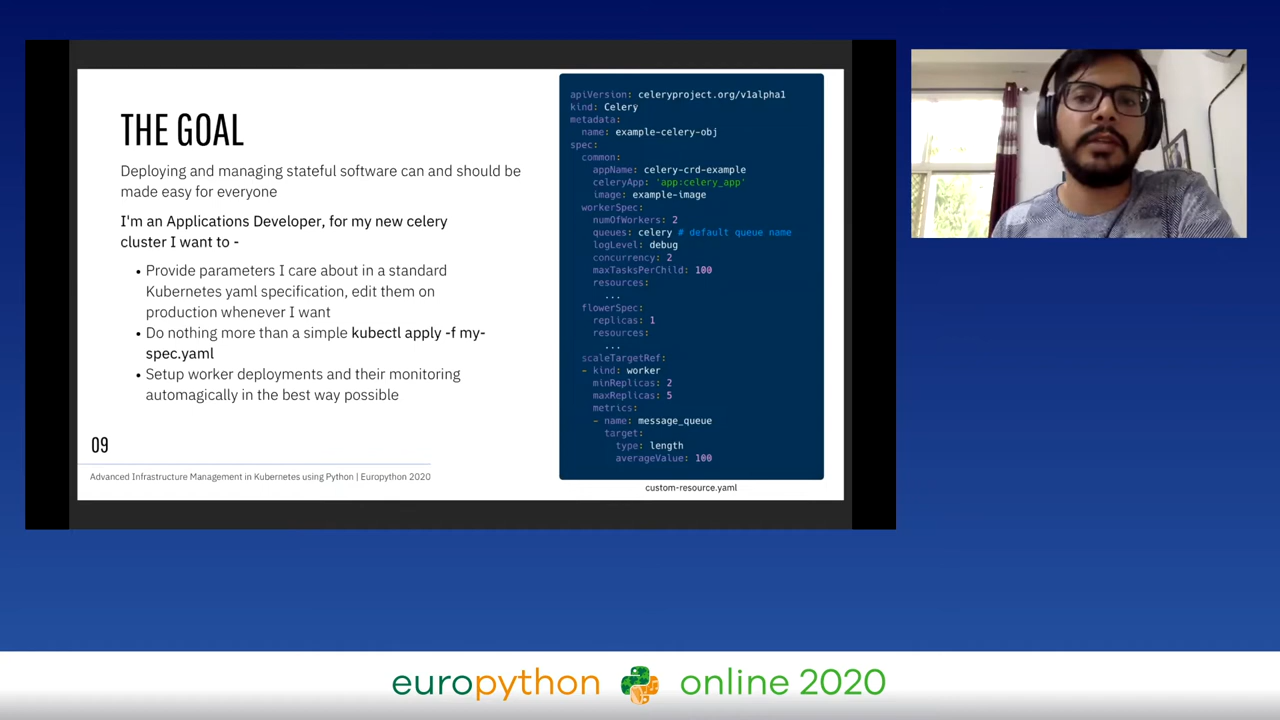 THE GOAL
Deploying and managing stateful software can and should be
made easy for everyone
I'm an Applications Developer, for my new celery
cluster I want to -
• Provide parameters I care about in a standard
Kubernetes yaml specification, edit them on
production whenever I want
• Do nothing more than a simple kubectl apply -f my-
spec.yaml
• Setup worker deployments and their monitoring
automagically in the best way possible
09
Advanced Infrastructure Management in Kubernetes using Python | Europython 2020
apiVersion: celeryproject.org/v1alpha1
kind: Celery
metadata:
  name: example-celery-obj
spec:
  common:
    appName: celery-crd-example
    celeryApp: 'app:celery_app'
    image: example-image
  workerSpec:
    numOfWorkers: 2
    queues: celery # default queue name
    logLevel: debug
    concurrency: 2
    maxTasksPerChild: 100
    resources:
      ...
  flowerSpec:
    replicas: 1
    resources:
      ...
  scaleTargetRef:
  - kind: worker
    minReplicas: 2
    maxReplicas: 5
    metrics:
    - name: message_queue
      target:
        type: length
        averageValue: 100
custom-resource.yaml
europython online 2020